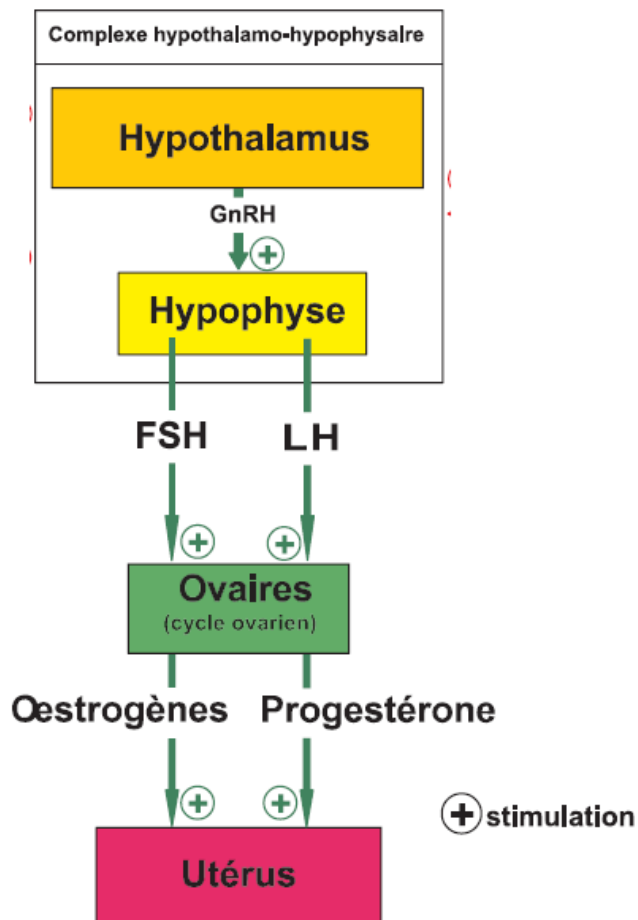 Complexe hypothalamo-hypophysaire
Hypothalamus
GnRH
+
Hypophyse
FSH LH
+ +
Ovaires
(cycle ovarien)
Œstrogènes Progestérone
+ +
+ stimulation
Utérus